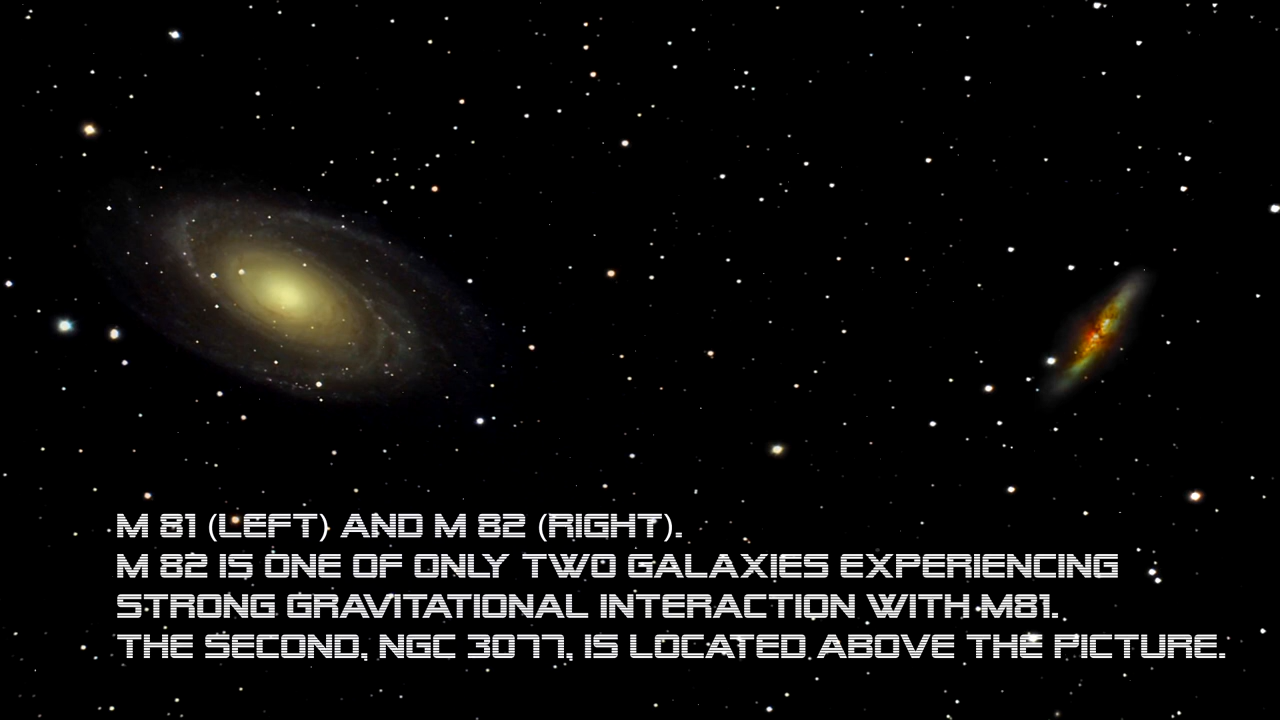 M 81 (LEFT) AND M 82 (RIGHT).
M 82 IS ONE OF ONLY TWO GALAXIES EXPERIENCING
STRONG GRAVITATIONAL INTERACTION WITH M81.
THE SECOND, NGC 3077, IS LOCATED ABOVE THE PICTURE.